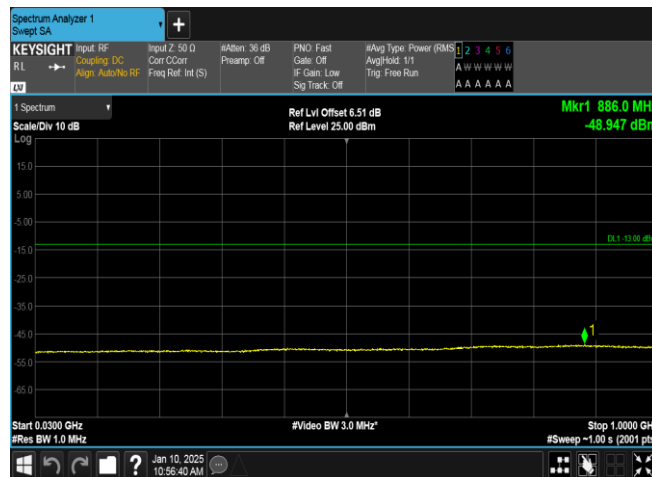 Spectrum Analyzer 1
Swept SA
+
KEYSIGHT Input: RF Input Z: 50 Ω #Atten: 36 dB PNO: Fast #Avg Type: Power (RMS 1 2 3 4 5 6
RL Coupling: DC Corr CCorr Preamp: Off Gate: Off Avg|Hold: 1/1 A W W W W W
Align: Auto/No RF Freq Ref: Int (S) IF Gain: Low Trig: Free Run
LXI Sig Track: Off A A A A A A
1 Spectrum Ref Lvl Offset 6.51 dB Mkr1 886.0 MH
Scale/Div 10 dB Ref Level 25.00 dBm -48.947 dBr
Log
15.0
5.00
-5.00
DL1 -13.00 dB
-15.0
-25.0
-35.0
1
-45.0
-55.0
-65.0
Start 0.0300 GHz #Video BW 3.0 MHz* Stop 1.0000 GH
#Res BW 1.0 MHz #Sweep ~1.00 s (2001 pts
? Jan 10, 2025
10:56:40 AM